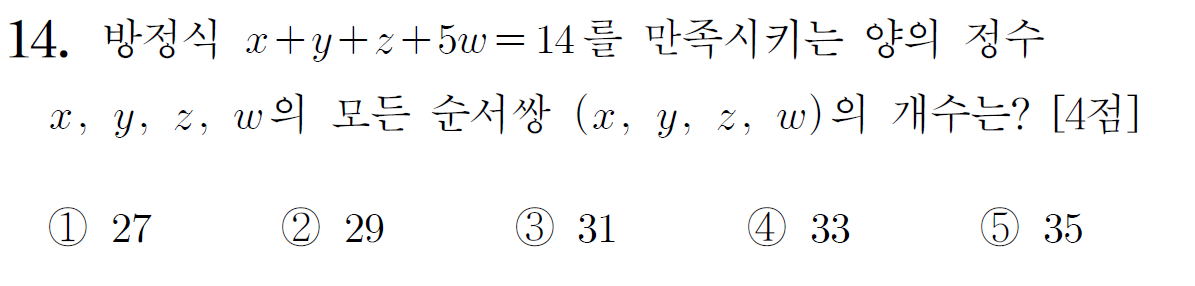 14. 방정식 x+y+z+5w=14를 만족시키는 양의 정수
x, y, z, w의 모든 순서쌍 (x, y, z, w)의 개수는? [4점]
① 27 ② 29 ③ 31 ④ 33 ⑤ 35